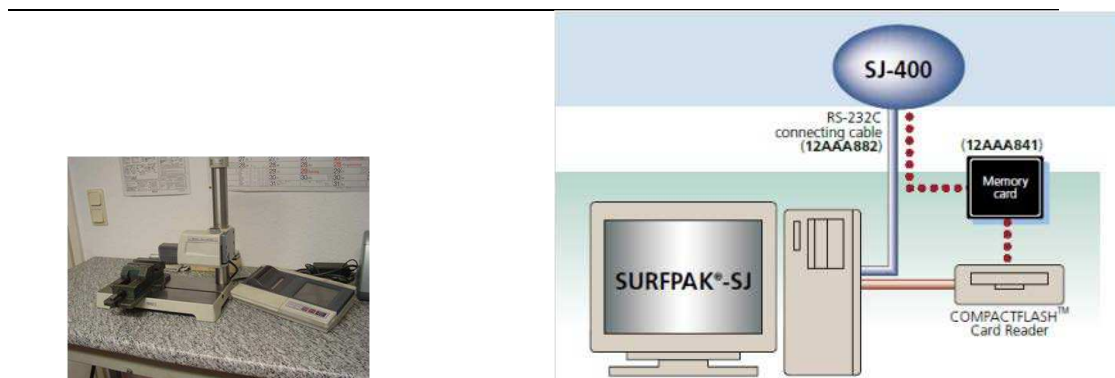 SJ-400
RS-232C
connecting cable
(12AAA882)
(12AAA841)
Memory
card
SURFPAK®-SJ
COMPACTFLASH™
Card Reader